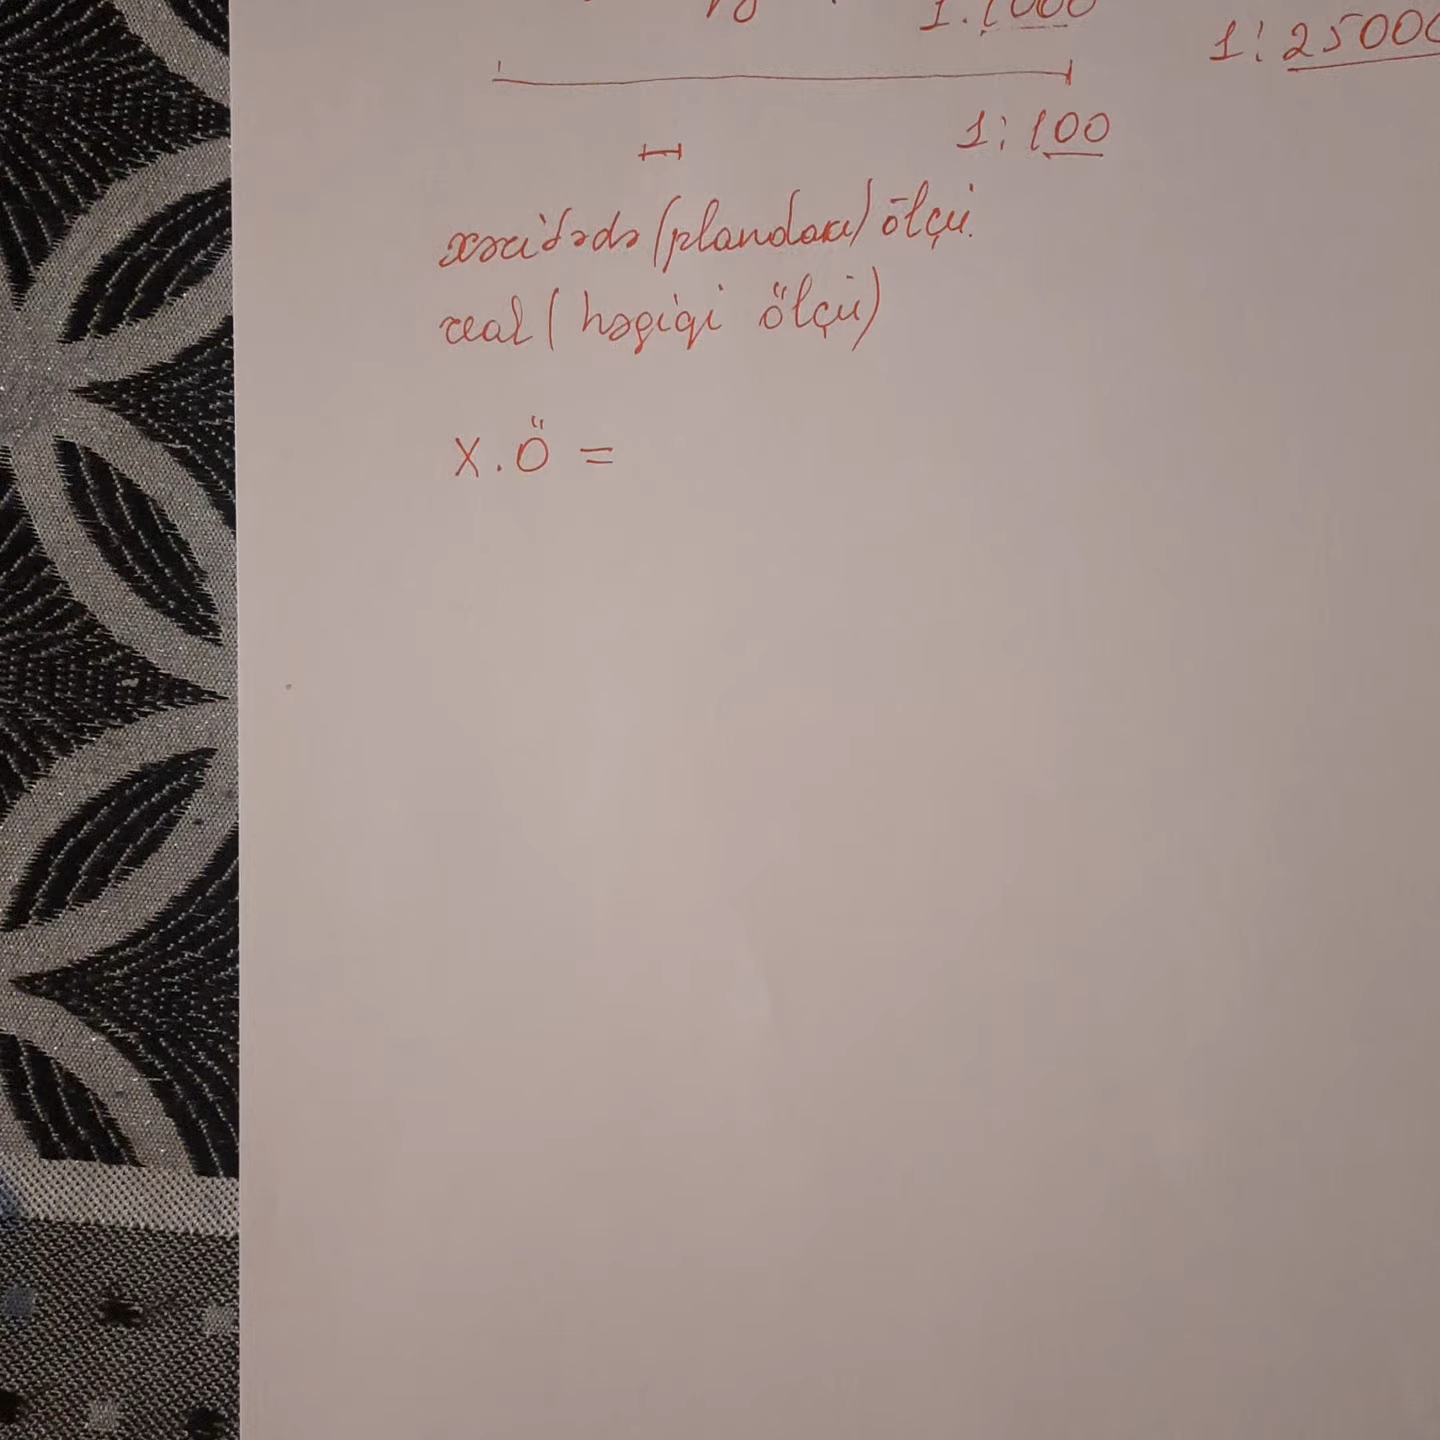 1:1000
1:25000
1:100
xəritədə (plandakı) ölçü.
real (həqiqi ölçü)
X.Ö =